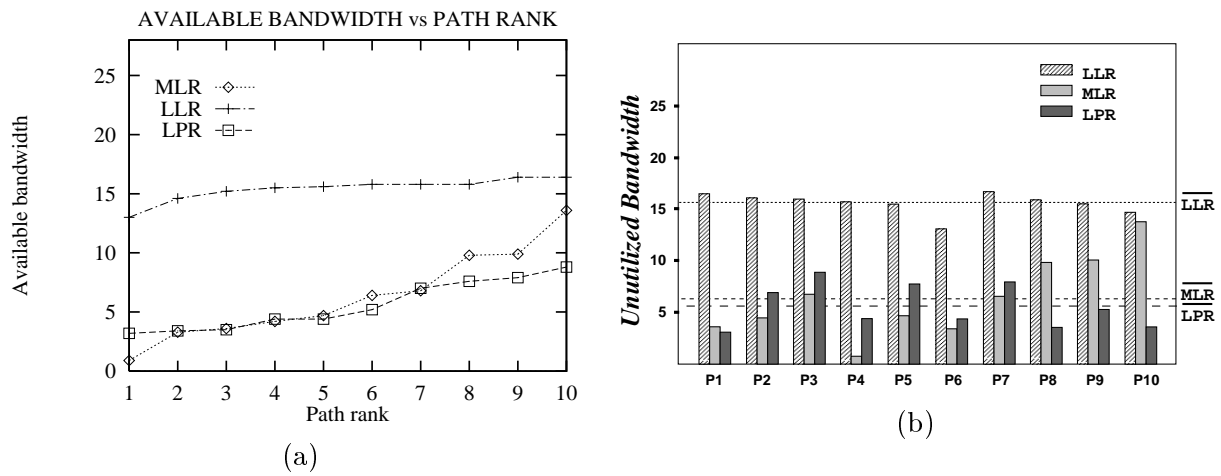 AVAILABLE BANDWIDTH vs PATH RANK
Available bandwidth
25
20
15
10
5
0
MLR
LLR
LPR
1 2 3 4 5 6 7 8 9 10
Path rank
(a)
Unutilized Bandwidth
25
20
15
10
5
LLR
MLR
LPR
LLR
MLR
LPR
P1 P2 P3 P4 P5 P6 P7 P8 P9 P10
(b)